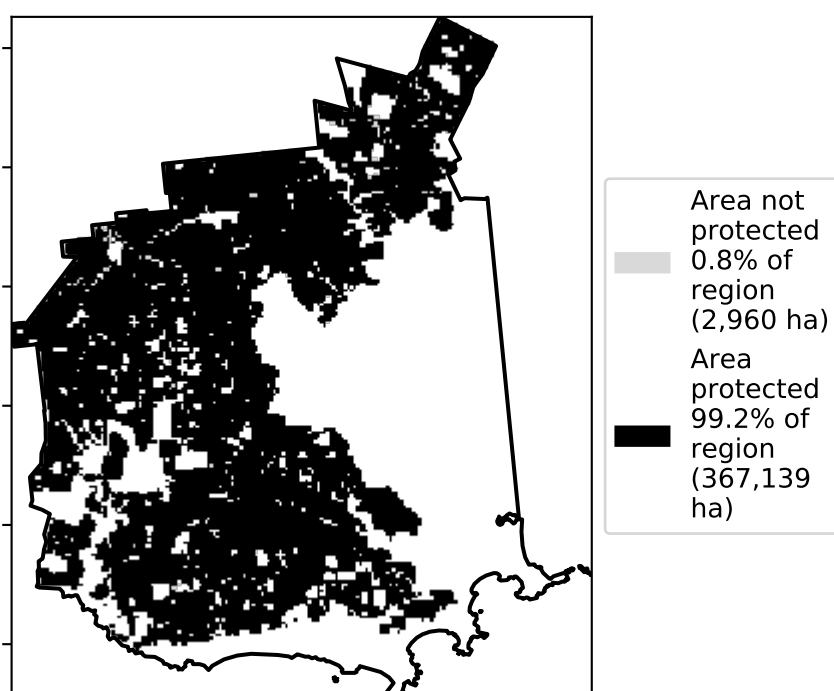 Area not
protected
0.8% of
region
(2,960 ha)
Area
protected
99.2% of
region
(367,139
ha)